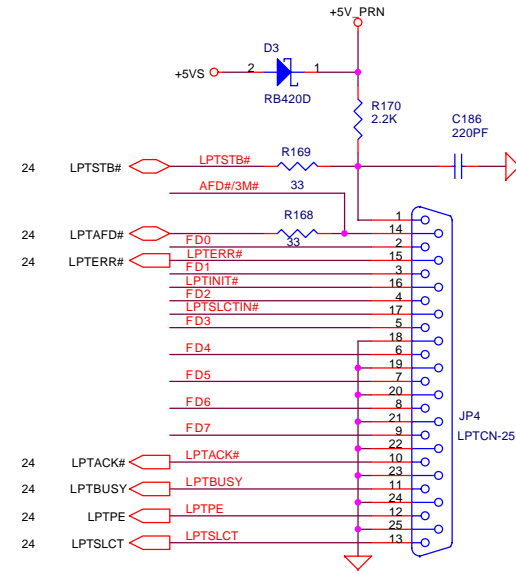 +5V_PRN
D3
+5VS 2 1
RB420D
R170
2.2K
C186
220PF
24 LPTSTB# LPTSTB# R169
AFD#/3M# 33
1
24 LPTAFD# R168 14
FD0 33 2
24 LPTERR# LPTERR# 15
FD1 3
LPTINIT# 16
FD2 4
LPTSLCTIN# 17
FD3 5
18
FD4 6
19
FD5 7
20
FD6 8
21
JP4
FD7 9
LPTCN-25
22
24 LPTACK# LPTACK# 10
23
24 LPTBUSY LPTBUSY 11
24
24 LPTPE LPTPE 12
25
24 LPTSLCT LPTSLCT 13